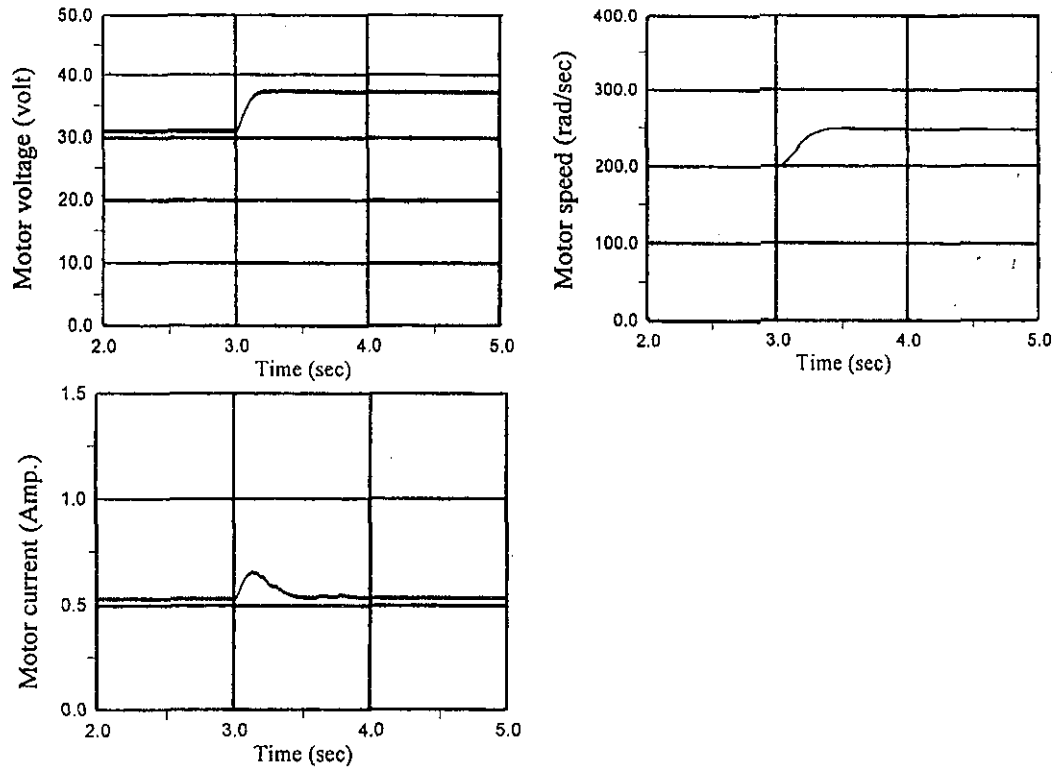 Motor voltage (volt)
50.0
40.0
30.0
20.0
10.0
0.0
2.0 3.0 4.0 5.0
Time (sec)
Motor speed (rad/sec)
400.0
300.0
200.0
100.0
0.0
2.0 3.0 4.0 5.0
Time (sec)
Motor current (Amp.)
1.5
1.0
0.5
0.0
2.0 3.0 4.0 5.0
Time (sec)